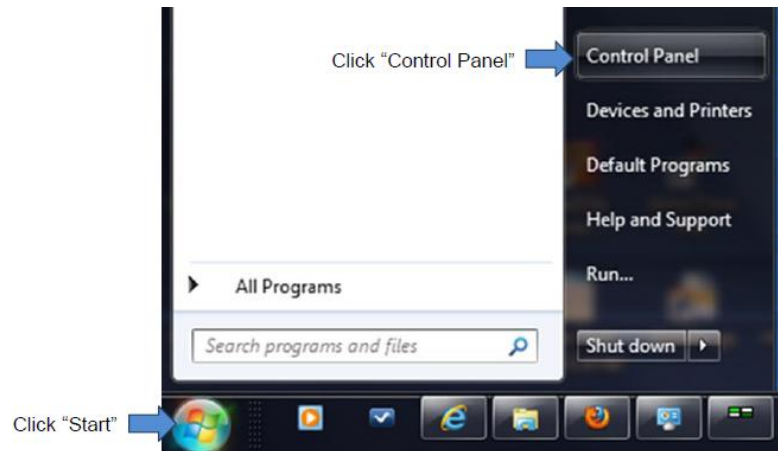 Click “Control Panel”
Control Panel
Devices and Printers
Default Programs
Help and Support
Run...
All Programs
Search programs and files
Shut down
Click “Start”